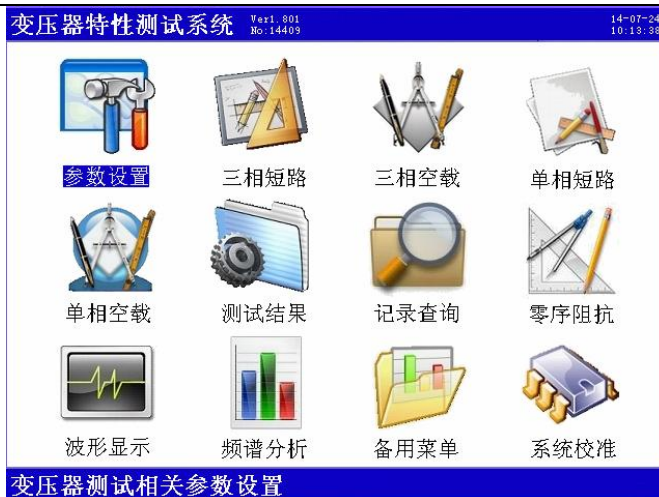 变压器特性测试系统 Ver1.801 14-07-24
No:14409 10:13:38
参数设置 三相短路 三相空载 单相短路
单相空载 测试结果 记录查询 零序阻抗
波形显示 频谱分析 备用菜单 系统校准
变压器测试相关参数设置